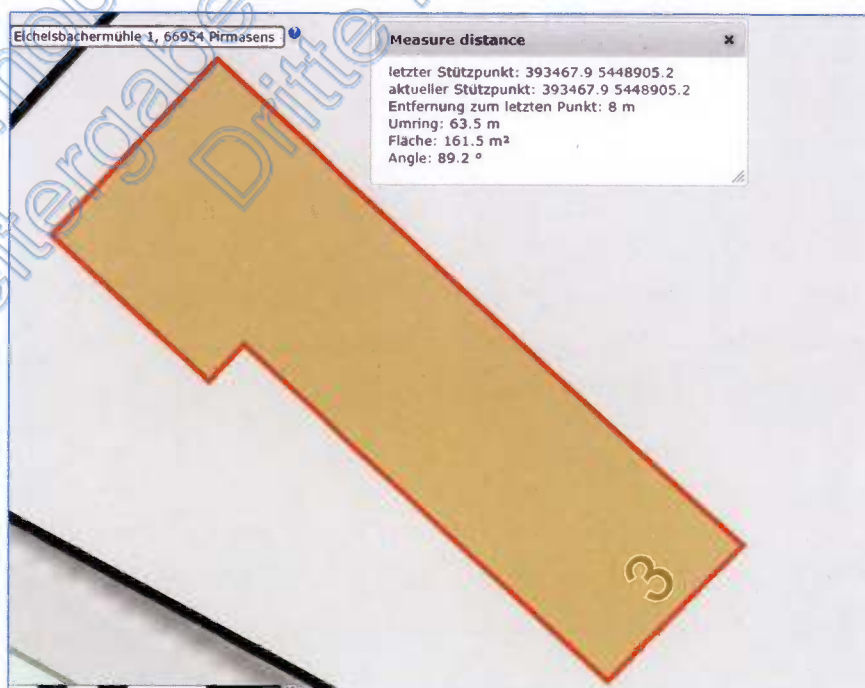 Eichelsbachermühle 1, 66954 Pirmasens
Measure distance
letzter Stützpunkt: 393467.9 5448905.2
aktueller Stützpunkt: 393467.9 5448905.2
Entfernung zum letzten Punkt: 8 m
Umring: 63.5 m
Fläche: 161.5 m²
Angle: 89.2 °
Dritte
3